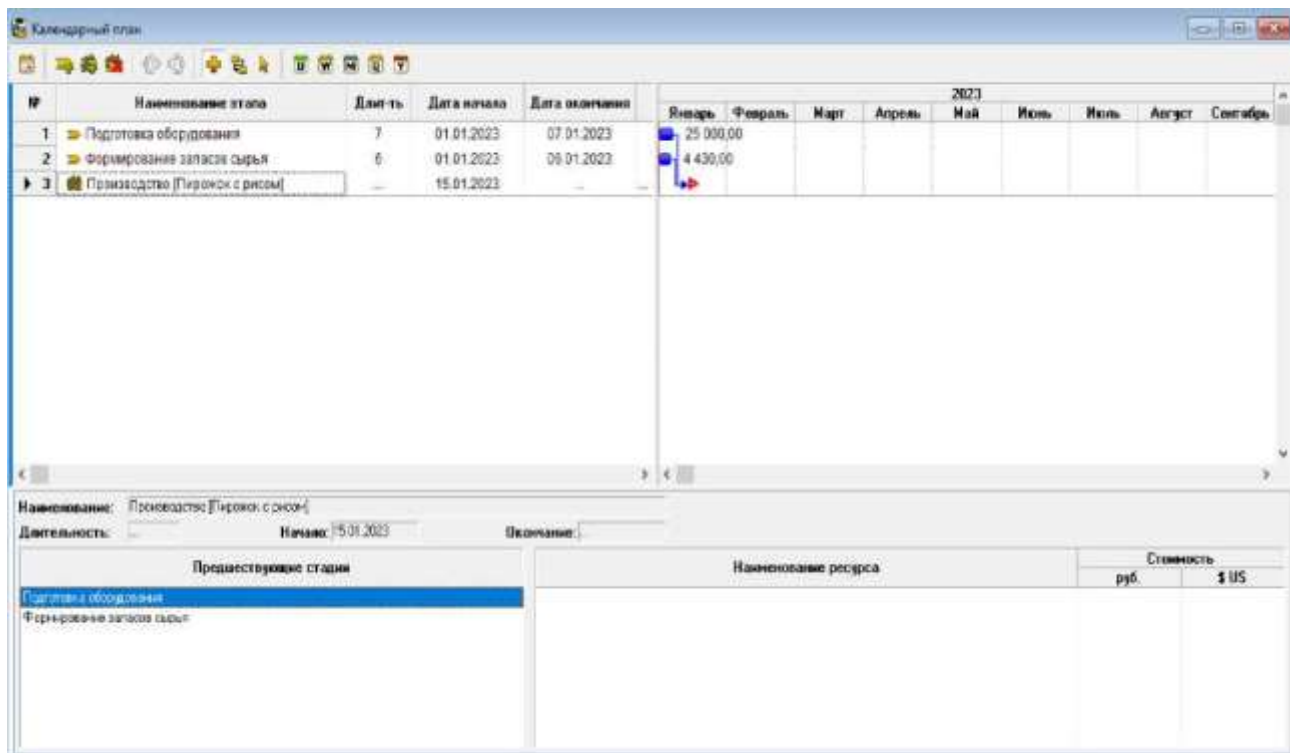 Календарный план
D W M Q Y
№ Наименование этапа Длит-ть Дата начала Дата окончания
2023
Январь Февраль Март Апрель Май Июнь Июль Август Сентябрь
1 Подготовка оборудования 7 01.01.2023 07.01.2023 25 000,00
2 Формирование запасов сырья 6 01.01.2023 06.01.2023 4 430,00
3 Производство [Пирожок с рисом] ... 15.01.2023 ... ...
Наименование: Производство [Пирожок с рисом]
Длительность: ... Начало: 15.01.2023 Окончание: ...
Предшествующие стадии Наименование ресурса Стоимость
руб. $ US
Подготовка оборудования
Формирование запасов сырья